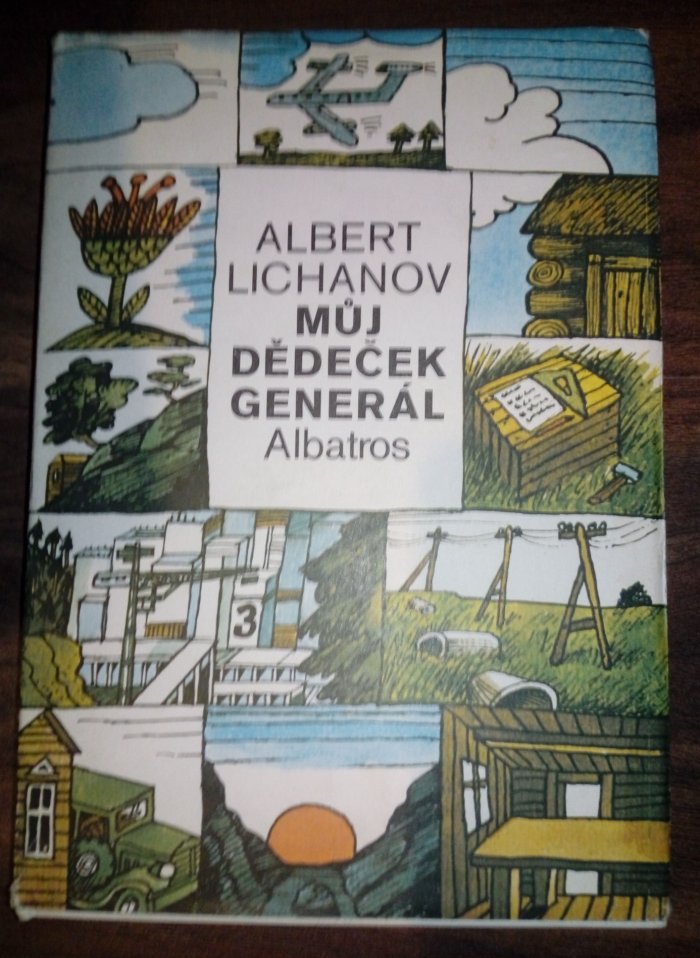 ALBERT
LICHANOV
MŮJ
DĚDEČEK
GENERÁL
Albatros
3